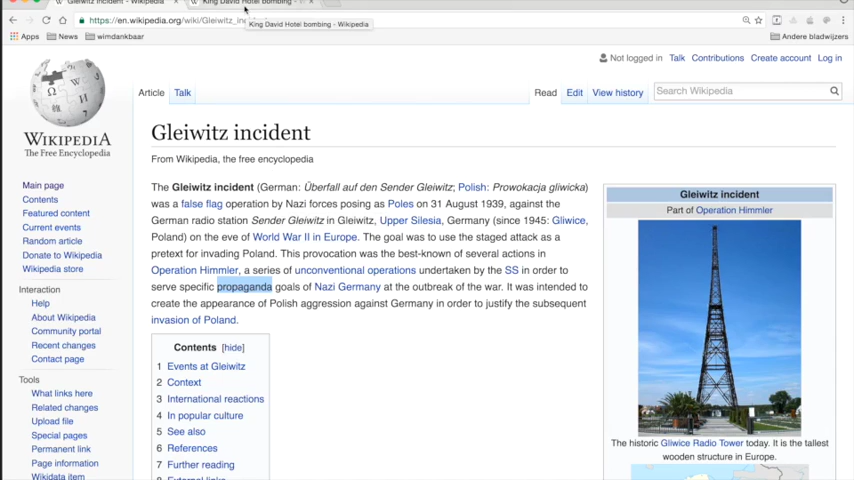 Gleiwitz incident - Wikipedia
King David Hotel bombing -
https://en.wikipedia.org/wiki/Gleiwitz_inc
King David Hotel bombing - Wikipedia
Apps News wimdankbaar Andere bladwijzers
Not logged in Talk Contributions Create account Log in
Article Talk Read Edit View history Search Wikipedia
WIKIPEDIA
The Free Encyclopedia
Main page
Contents
Featured content
Current events
Random article
Donate to Wikipedia
Wikipedia store
Interaction
Help
About Wikipedia
Community portal
Recent changes
Contact page
Tools
What links here
Related changes
Upload file
Special pages
Permanent link
Page information
Wikidata item
Gleiwitz incident
From Wikipedia, the free encyclopedia
The Gleiwitz incident (German: Überfall auf den Sender Gleiwitz; Polish: Prowokacja gliwicka)
was a false flag operation by Nazi forces posing as Poles on 31 August 1939, against the
German radio station Sender Gleiwitz in Gleiwitz, Upper Silesia, Germany (since 1945: Gliwice,
Poland) on the eve of World War II in Europe. The goal was to use the staged attack as a
pretext for invading Poland. This provocation was the best-known of several actions in
Operation Himmler, a series of unconventional operations undertaken by the SS in order to
serve specific propaganda goals of Nazi Germany at the outbreak of the war. It was intended to
create the appearance of Polish aggression against Germany in order to justify the subsequent
invasion of Poland.
Contents [hide]
1 Events at Gleiwitz
2 Context
3 International reactions
4 In popular culture
5 See also
6 References
7 Further reading
8 External links
Gleiwitz incident
Part of Operation Himmler
The historic Gliwice Radio Tower today. It is the tallest
wooden structure in Europe.